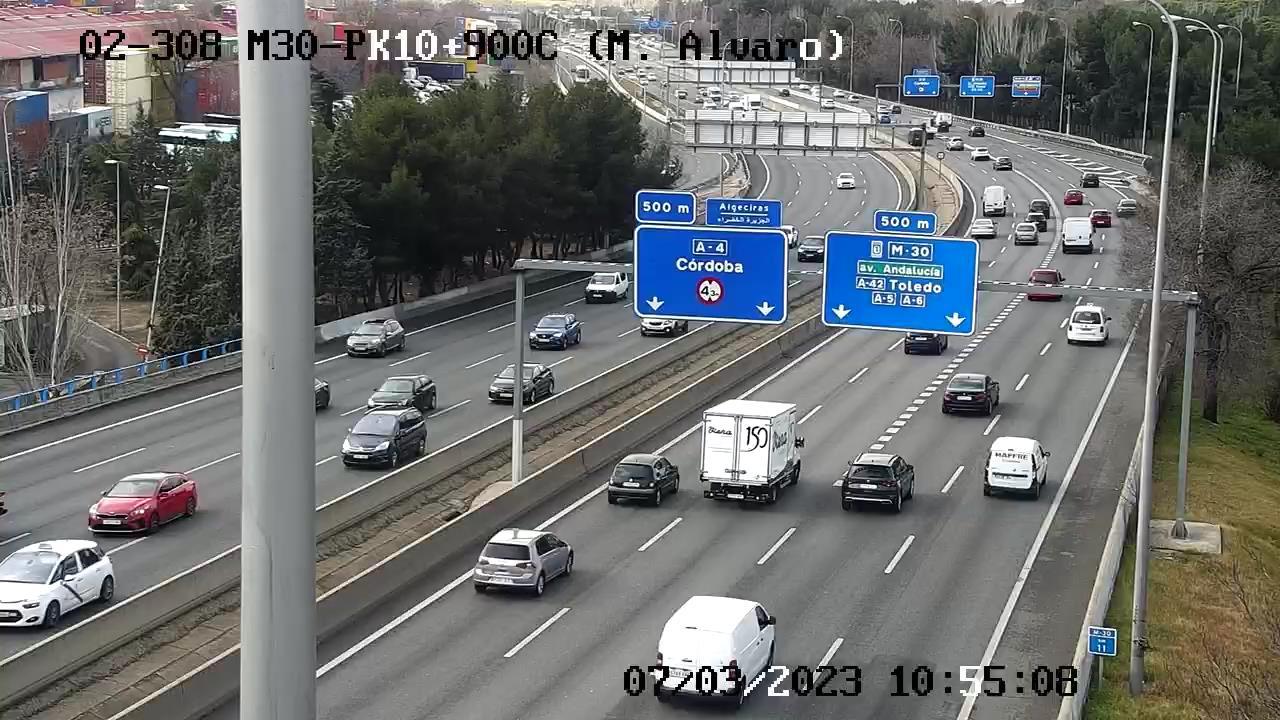 02-308 M30-PK10+900C (M. Alvaro)
500 m
Algeciras
الجزيرة الخضراء
A-4
Córdoba
500 m
M-30
av. Andalucía
A-42 Toledo
A-5 A-6
150
MAPFRE
M-30
11
07/03/2023 10:55:08